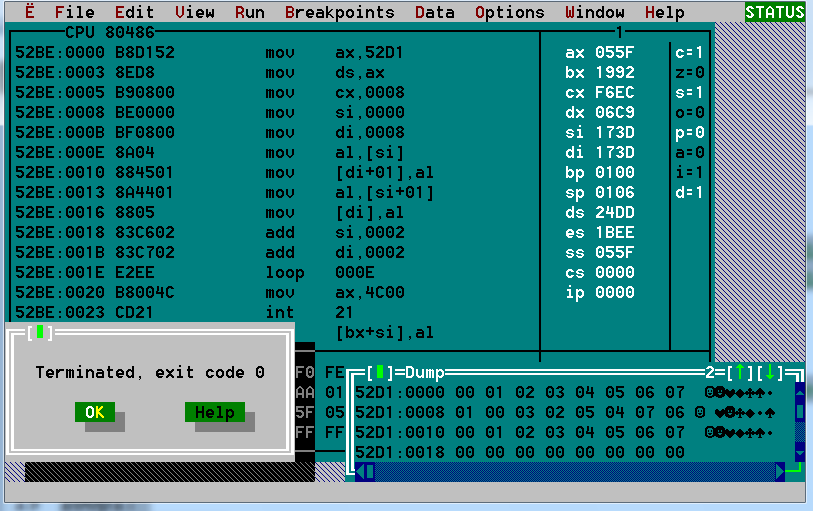 Ë File Edit View Run Breakpoints Data Options Window Help STATUS
CPU 80486 1
52BE:0000 B8D152 mov ax,52D1 ax 055F c=1
52BE:0003 8ED8 mov ds,ax bx 1992 z=0
52BE:0005 B90800 mov cx,0008 cx F6EC s=1
52BE:0008 BE0000 mov si,0000 dx 06C9 o=0
52BE:000B BF0800 mov di,0008 si 173D p=0
52BE:000E 8A04 mov al,[si] di 173D a=0
52BE:0010 884501 mov [di+01],al bp 0100 i=1
52BE:0013 8A4401 mov al,[si+01] sp 0106 d=1
52BE:0016 8805 mov [di],al ds 24DD
52BE:0018 83C602 add si,0002 es 1BEE
52BE:001B 83C702 add di,0002 ss 055F
52BE:001E E2EE loop 000E cs 0000
52BE:0020 B8004C mov ax,4C00 ip 0000
52BE:0023 CD21 int 21
[bx+si],al
[▮]
Terminated, exit code 0
OK Help
F0 FE
AA 01
5F 05
FF FF
[▮]=Dump 2=[↑][↓]
52D1:0000 00 01 02 03 04 05 06 07 0☺☻♥♦♣♠•
52D1:0008 01 00 03 02 05 04 07 06 0 ♥☻♣♦•♠
52D1:0010 00 01 02 03 04 05 06 07 0☺☻♥♦♣♠•
52D1:0018 00 00 00 00 00 00 00 00